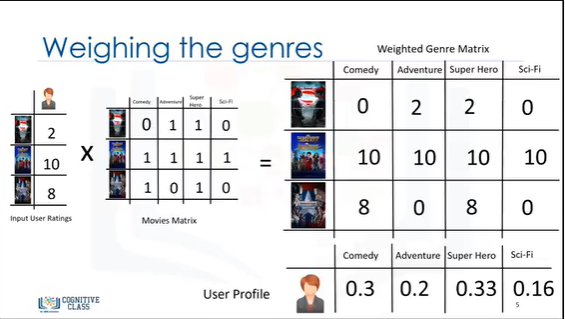 Weighing the genres
2
10
8
Input User Ratings
X
Comedy Adventure Super Hero Sci-Fi
0 1 1 0
1 1 1 1
1 0 1 0
Movies Matrix
=
Weighted Genre Matrix
Comedy Adventure Super Hero Sci-Fi
0 2 2 0
10 10 10 10
8 0 8 0
Comedy Adventure Super Hero Sci-Fi
User Profile 0.3 0.2 0.33 0.16
5
COGNITIVE
CLASS